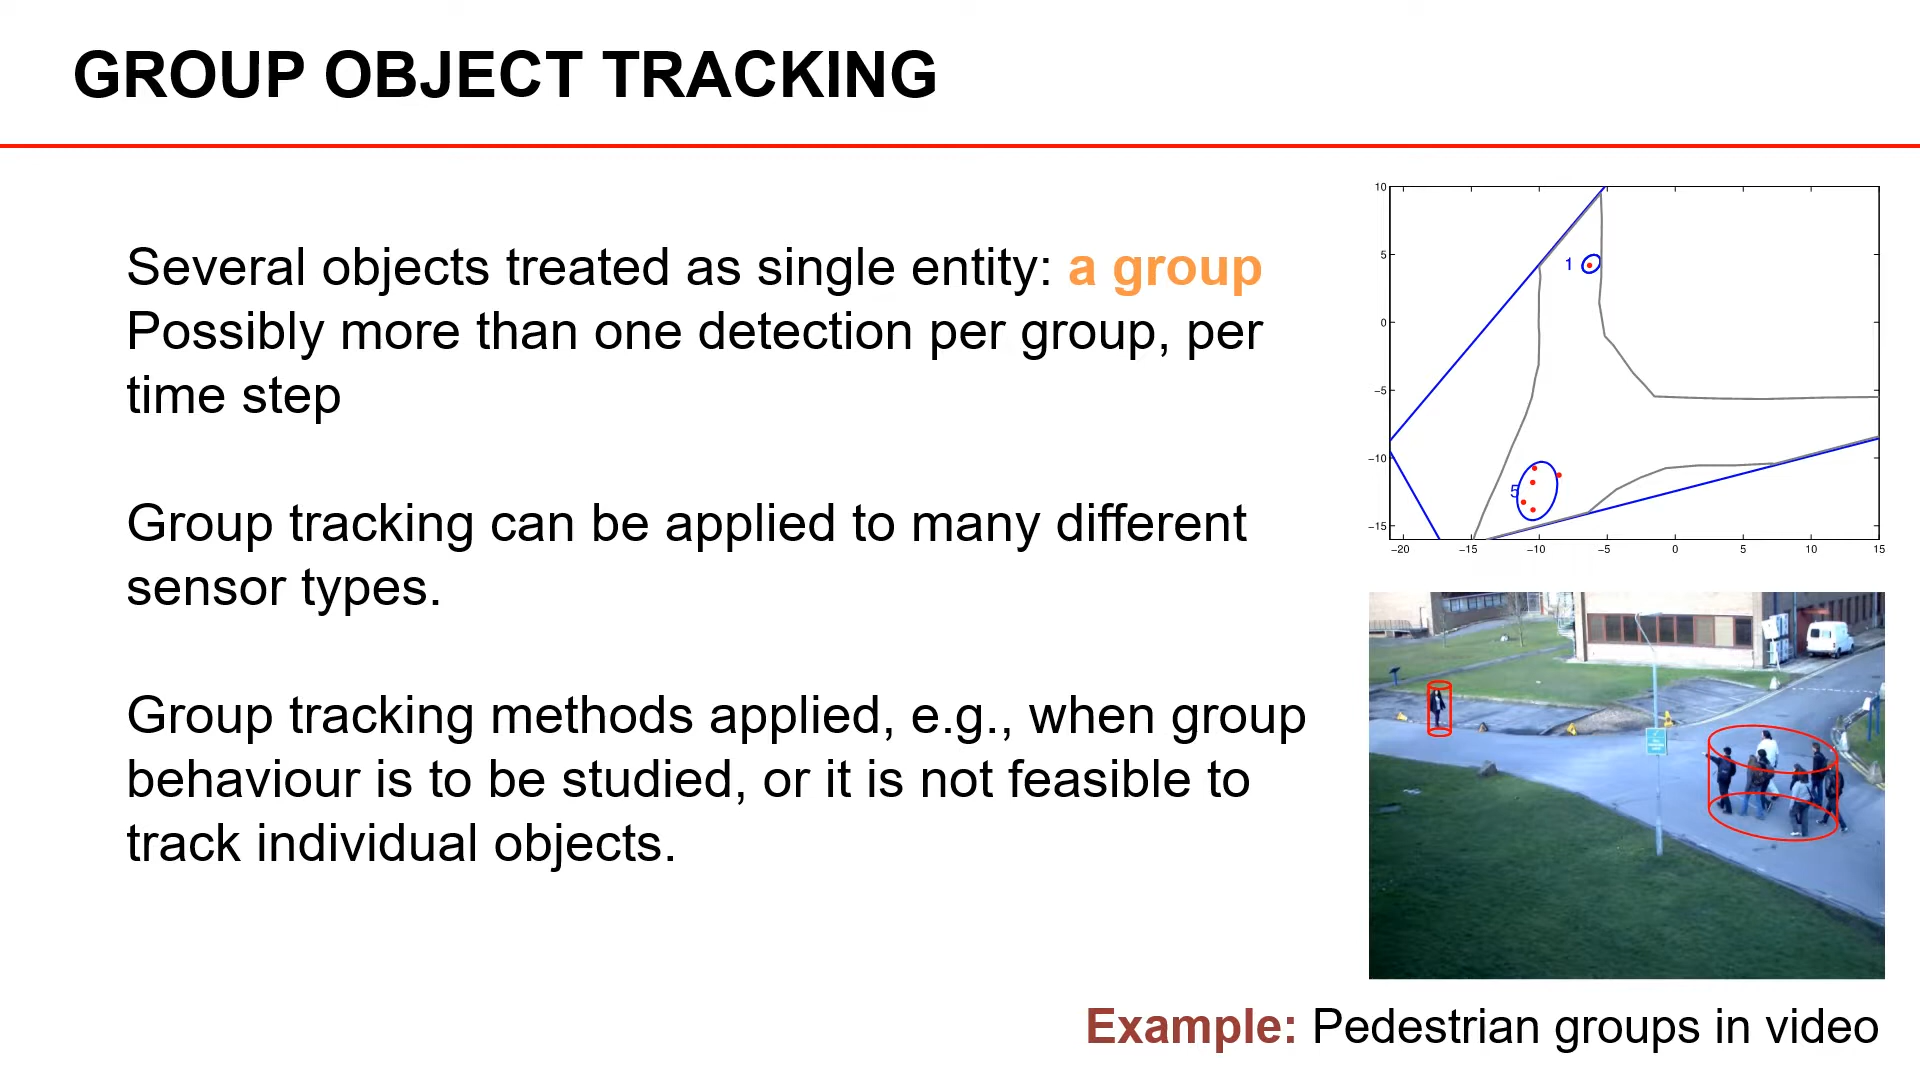 GROUP OBJECT TRACKING
Several objects treated as single entity: a group
Possibly more than one detection per group, per
time step
Group tracking can be applied to many different
sensor types.
Group tracking methods applied, e.g., when group
behaviour is to be studied, or it is not feasible to
track individual objects.
10
5
0
−5
−10
−15
−20 −15 −10 −5 0 5 10 15
1
5
Example: Pedestrian groups in video